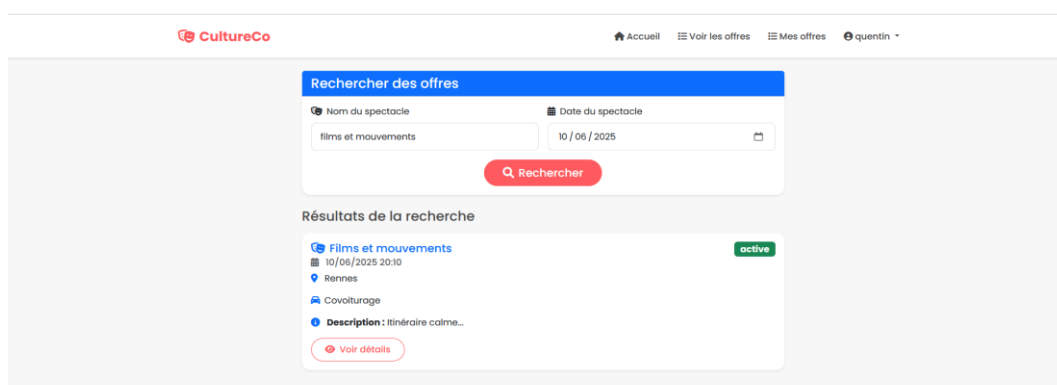 CultureCo
Accueil Voir les offres Mes offres quentin
Rechercher des offres
Nom du spectacle Date du spectacle
films et mouvements 10 / 06 / 2025
Rechercher
Résultats de la recherche
Films et mouvements active
10/06/2025 20:10
Rennes
Covoiturage
Description : Itinéraire calme...
Voir détails